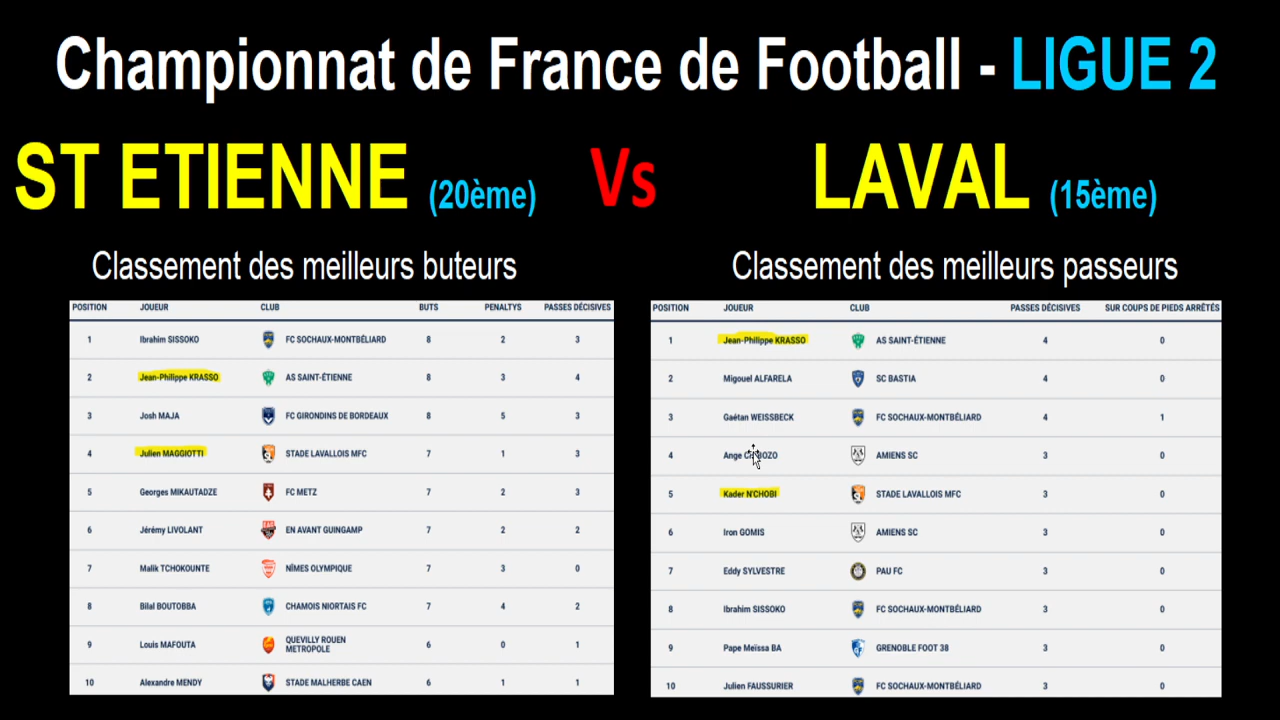 Championnat de France de Football - LIGUE 2
ST ETIENNE (20ème) Vs LAVAL (15ème)
Classement des meilleurs buteurs
POSITION JOUEUR CLUB BUTS PENALTYS PASSES DÉCISIVES
1 Ibrahim SISSOKO FC SOCHAUX-MONTBÉLIARD 8 2 3
2 Jean-Philippe KRASSO AS SAINT-ÉTIENNE 8 3 4
3 Josh MAJA FC GIRONDINS DE BORDEAUX 8 5 3
4 Julien MAGGIOTTI STADE LAVALLOIS MFC 7 1 3
5 Georges MIKAUTADZE FC METZ 7 2 3
6 Jérémy LIVOLANT EN AVANT GUINGAMP 7 2 2
7 Malik TCHOKOUNTE NÎMES OLYMPIQUE 7 3 0
8 Bilal BOUTOBBA CHAMOIS NIORTAIS FC 7 4 2
9 Louis MAFOUTA QUEVILLY ROUEN METROPOLE 6 0 1
10 Alexandre MENDY STADE MALHERBE CAEN 6 1 1
Classement des meilleurs passeurs
POSITION JOUEUR CLUB PASSES DÉCISIVES SUR COUPS DE PIEDS ARRÊTÉS
1 Jean-Philippe KRASSO AS SAINT-ÉTIENNE 4 0
2 Migouel ALFARELA SC BASTIA 4 0
3 Gaëtan WEISSBECK FC SOCHAUX-MONTBÉLIARD 4 1
4 Ange AMIENS SC 3 0
5 Kader N'CHOBI STADE LAVALLOIS MFC 3 0
6 Iron GOMIS AMIENS SC 3 0
7 Eddy SYLVESTRE PAU FC 3 0
8 Ibrahim SISSOKO FC SOCHAUX-MONTBÉLIARD 3 0
9 Pape Meïssa BA GRENOBLE FOOT 38 3 0
10 Julien FAUSSURIER FC SOCHAUX-MONTBÉLIARD 3 0